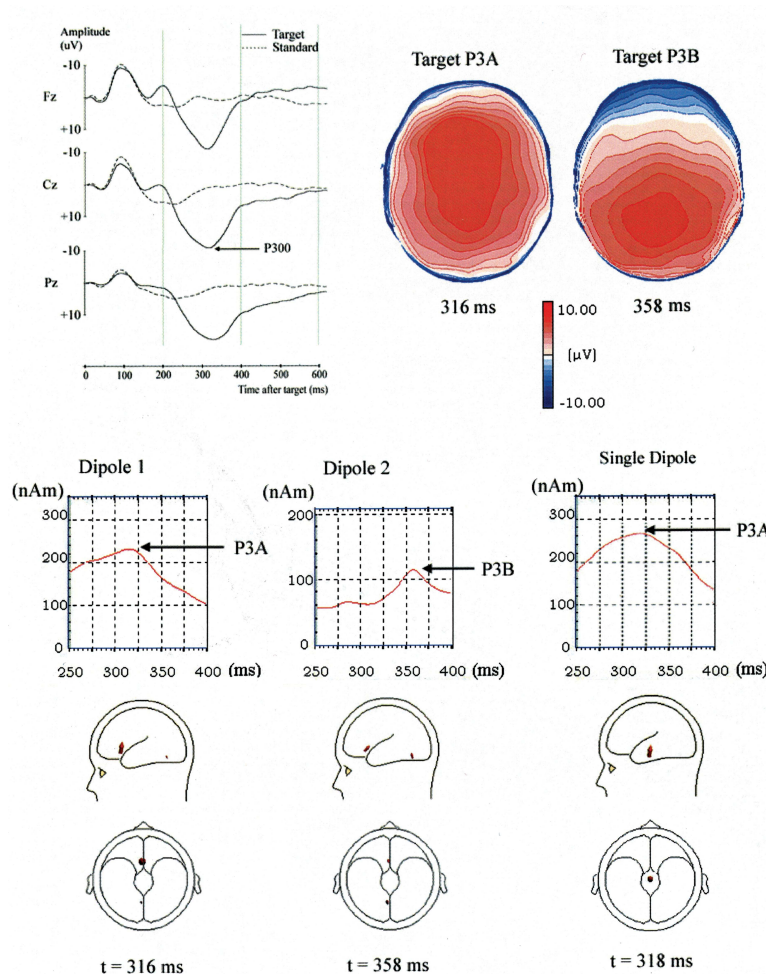 Amplitude
(uV)
Target
Standard
-10
Fz
+10
-10
Cz
+10
P300
-10
Pz
+10
0 100 200 300 400 500 600
Time after target (ms)
Target P3A
Target P3B
316 ms
358 ms
10.00
[µV]
-10.00
Dipole 1
(nAm)
300
200
100
0
P3A
250 300 350 400 (ms)
Dipole 2
(nAm)
200
100
0
P3B
250 300 350 400 (ms)
Single Dipole
(nAm)
300
200
100
0
P3A
250 300 350 400 (ms)
t = 316 ms
t = 358 ms
t = 318 ms